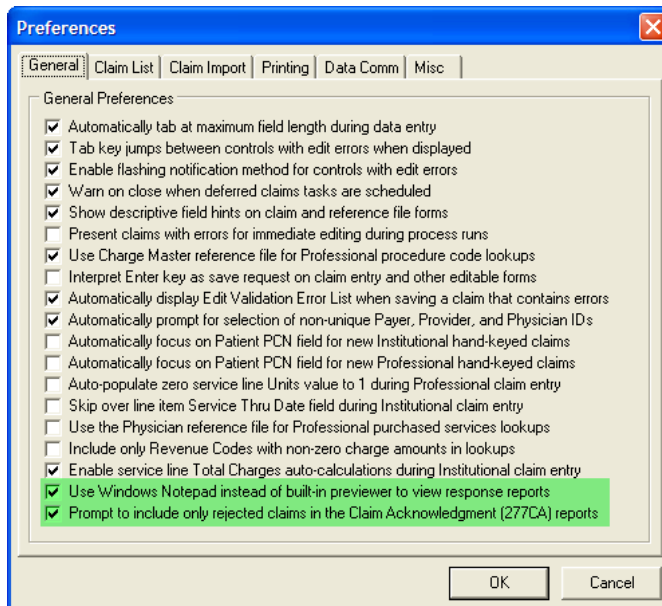 Preferences
General Claim List Claim Import Printing Data Comm Misc
General Preferences
Automatically tab at maximum field length during data entry
Tab key jumps between controls with edit errors when displayed
Enable flashing notification method for controls with edit errors
Warn on close when deferred claims tasks are scheduled
Show descriptive field hints on claim and reference file forms
Present claims with errors for immediate editing during process runs
Use Charge Master reference file for Professional procedure code lookups
Interpret Enter key as save request on claim entry and other editable forms
Automatically display Edit Validation Error List when saving a claim that contains errors
Automatically prompt for selection of non-unique Payer, Provider, and Physician IDs
Automatically focus on Patient PCN field for new Institutional hand-keyed claims
Automatically focus on Patient PCN field for new Professional hand-keyed claims
Auto-populate zero service line Units value to 1 during Professional claim entry
Skip over line item Service Thru Date field during Institutional claim entry
Use the Physician reference file for Professional purchased services lookups
Include only Revenue Codes with non-zero charge amounts in lookups
Enable service line Total Charges auto-calculations during Institutional claim entry
Use Windows Notepad instead of built-in previewer to view response reports
Prompt to include only rejected claims in the Claim Acknowledgment (277CA) reports
OK Cancel